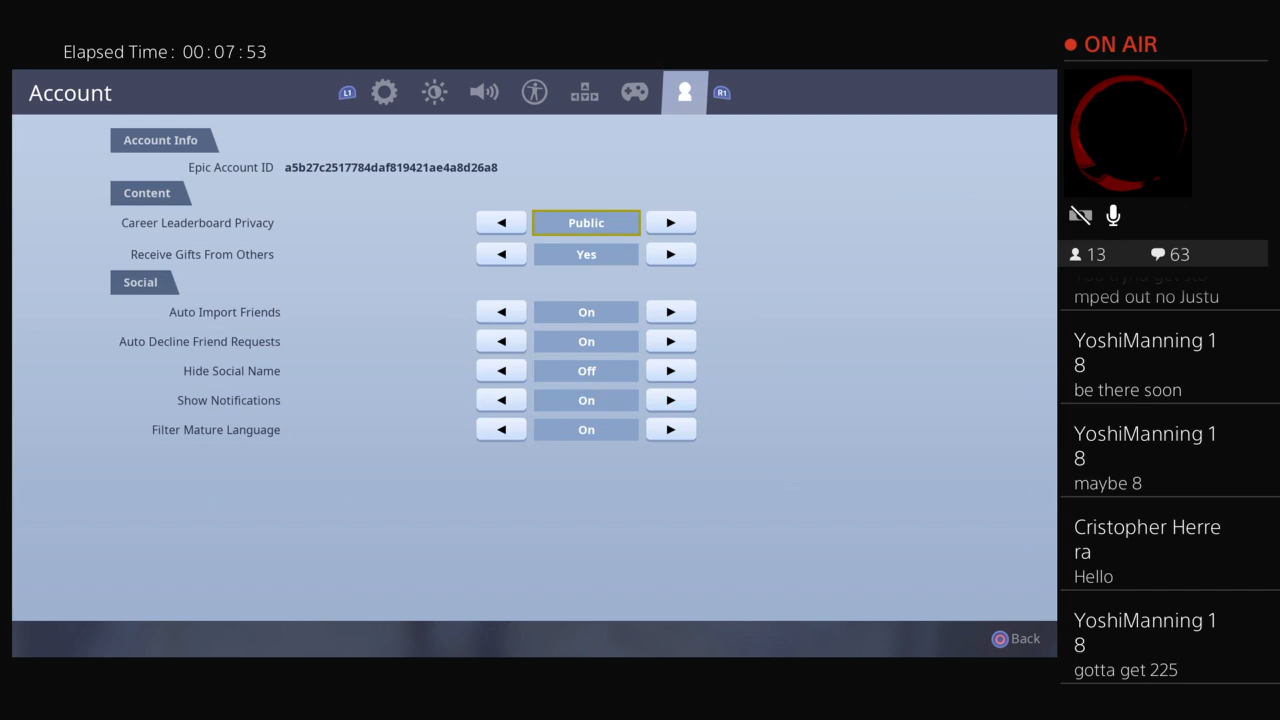 Elapsed Time: 00:07:53
ON AIR
Account
L1
R1
Account Info
Epic Account ID a5b27c2517784daf819421ae4a8d26a8
Content
Career Leaderboard Privacy Public
Receive Gifts From Others Yes
Social
Auto Import Friends On
Auto Decline Friend Requests On
Hide Social Name Off
Show Notifications On
Filter Mature Language On
Back
13 63
mped out no Justu
YoshiManning 1
8
be there soon
YoshiManning 1
8
maybe 8
Cristopher Herre
ra
Hello
YoshiManning 1
8
gotta get 225